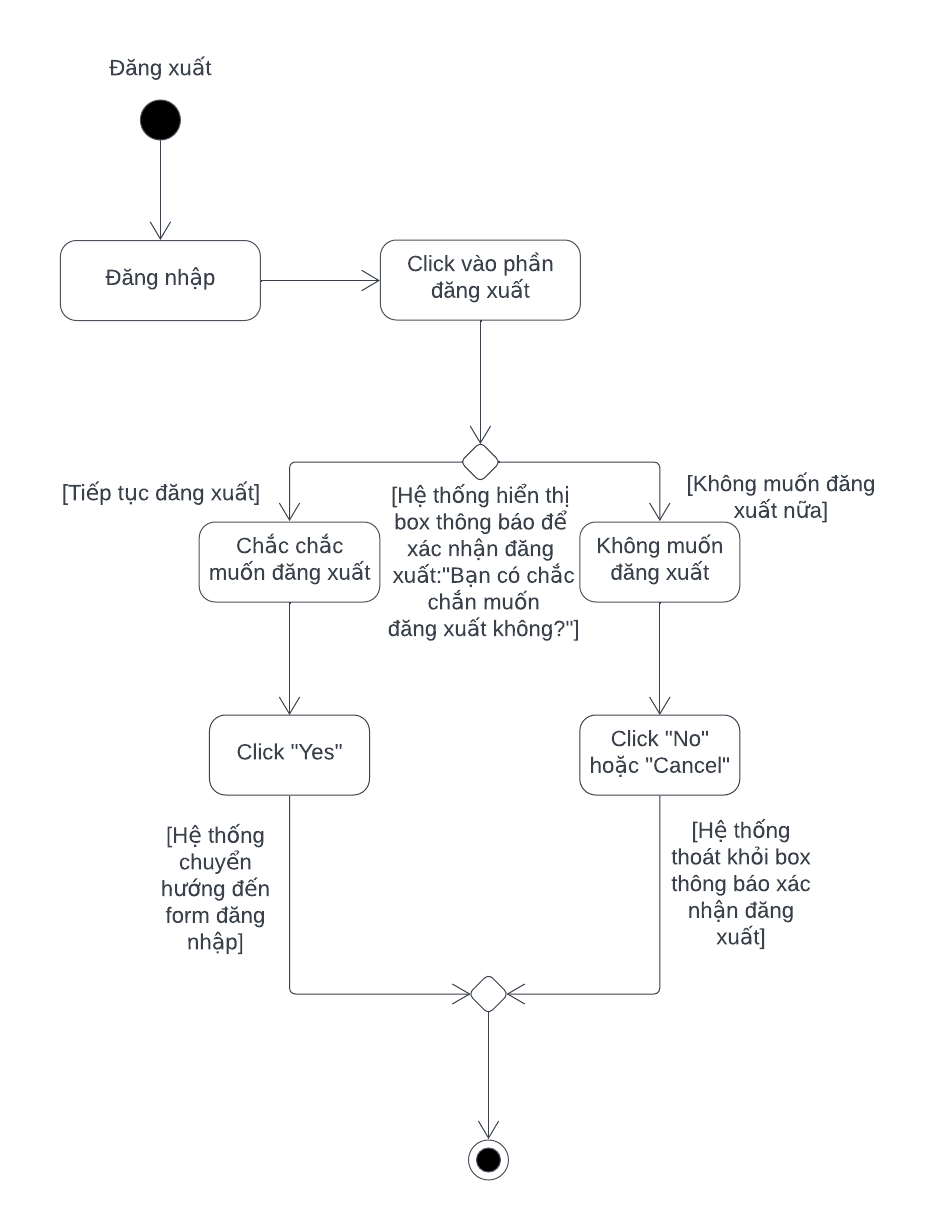 Đăng xuất
Đăng nhập
Click vào phần
đăng xuất
[Tiếp tục đăng xuất]
[Hệ thống hiển thị
box thông báo để
xác nhận đăng
xuất:"Bạn có chắc
chắn muốn
đăng xuất không?"]
[Không muốn đăng
xuất nữa]
Chắc chắc
muốn đăng xuất
Không muốn
đăng xuất
Click "Yes"
Click "No"
hoặc "Cancel"
[Hệ thống
chuyển
hướng đến
form đăng
nhập]
[Hệ thống
thoát khỏi box
thông báo xác
nhận đăng
xuất]